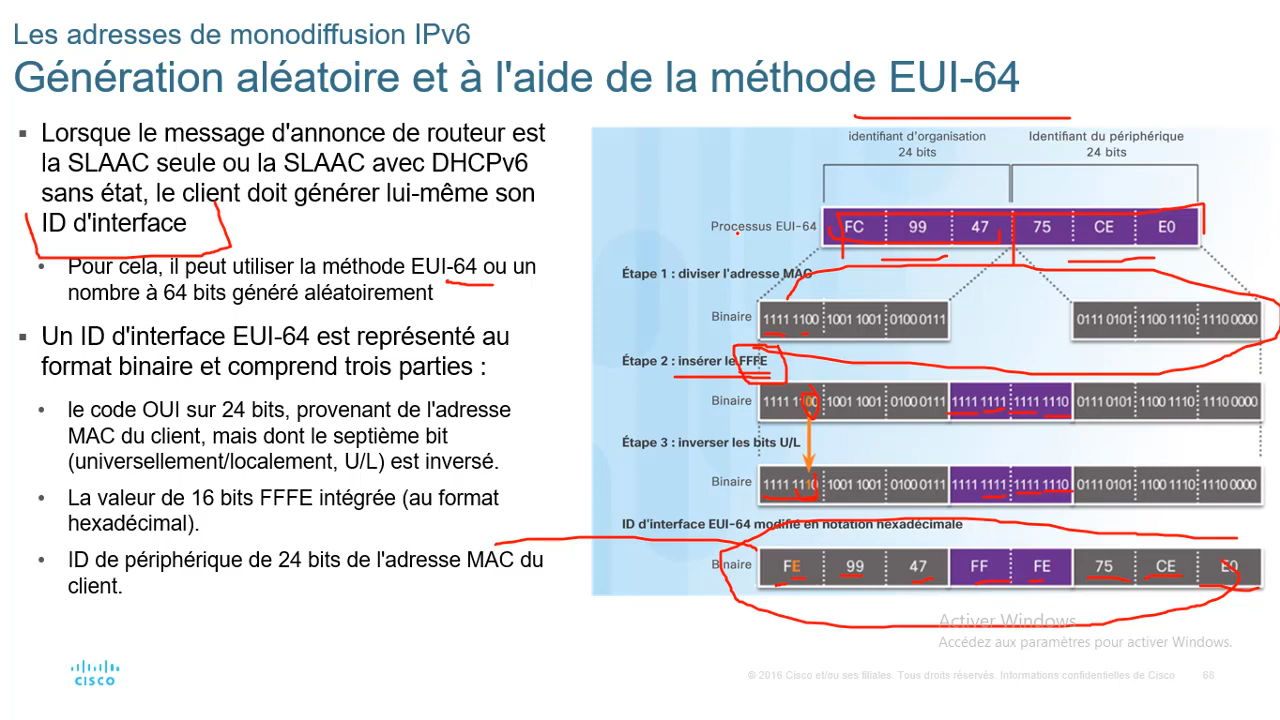 Les adresses de monodiffusion IPv6
Génération aléatoire et à l'aide de la méthode EUI-64
▪ Lorsque le message d'annonce de routeur est
la SLAAC seule ou la SLAAC avec DHCPv6
sans état, le client doit générer lui-même son
ID d'interface
• Pour cela, il peut utiliser la méthode EUI-64 ou un
nombre à 64 bits généré aléatoirement
▪ Un ID d'interface EUI-64 est représenté au
format binaire et comprend trois parties :
• le code OUI sur 24 bits, provenant de l'adresse
MAC du client, mais dont le septième bit
(universellement/localement, U/L) est inversé.
• La valeur de 16 bits FFFE intégrée (au format
hexadécimal).
• ID de périphérique de 24 bits de l'adresse MAC du
client.
identifiant d'organisation
24 bits
Identifiant du périphérique
24 bits
Processus EUI-64 FC 99 47 75 CE E0
Étape 1 : diviser l'adresse MAC
Binaire 1111 1100 1001 1001 0100 0111 0111 0101 1100 1110 1110 0000
Étape 2 : insérer le FFFE
Binaire 1111 1100 1001 1001 0100 0111 1111 1111 1111 1110 0111 0101 1100 1110 1110 0000
Étape 3 : inverser les bits U/L
Binaire 1111 1110 1001 1001 0100 0111 1111 1111 1111 1110 0111 0101 1100 1110 1110 0000
ID d'interface EUI-64 modifié en notation hexadécimale
Binaire FE 99 47 FF FE 75 CE E0
Activer Windows
Accédez aux paramètres pour activer Windows.
CISCO
© 2016 Cisco et/ou ses filiales. Tous droits réservés. Informations confidentielles de Cisco 68